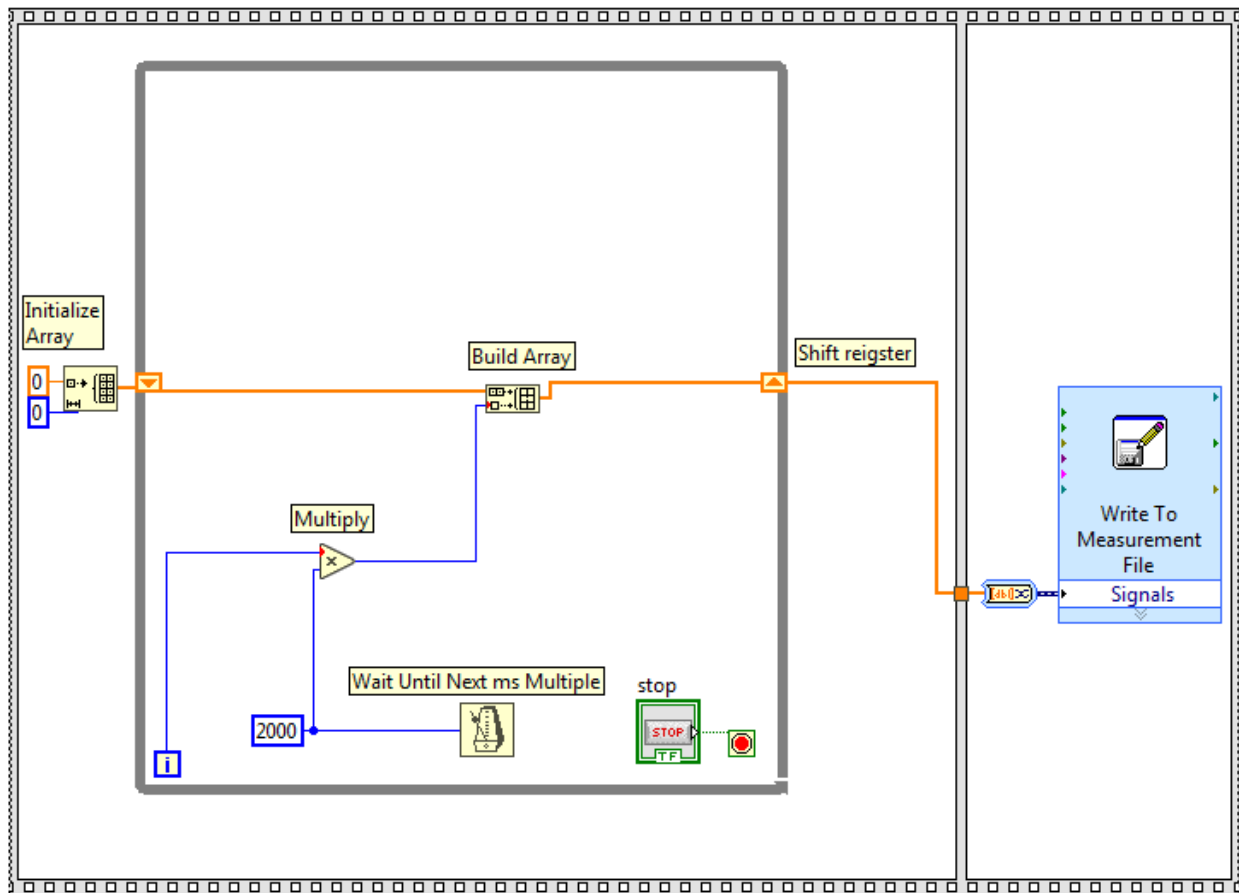 Initialize
Array
0
0
Build Array
Shift reigster
Multiply
Wait Until Next ms Multiple
2000
i
stop
STOP
TF
[dbl]
Write To
Measurement
File
Signals